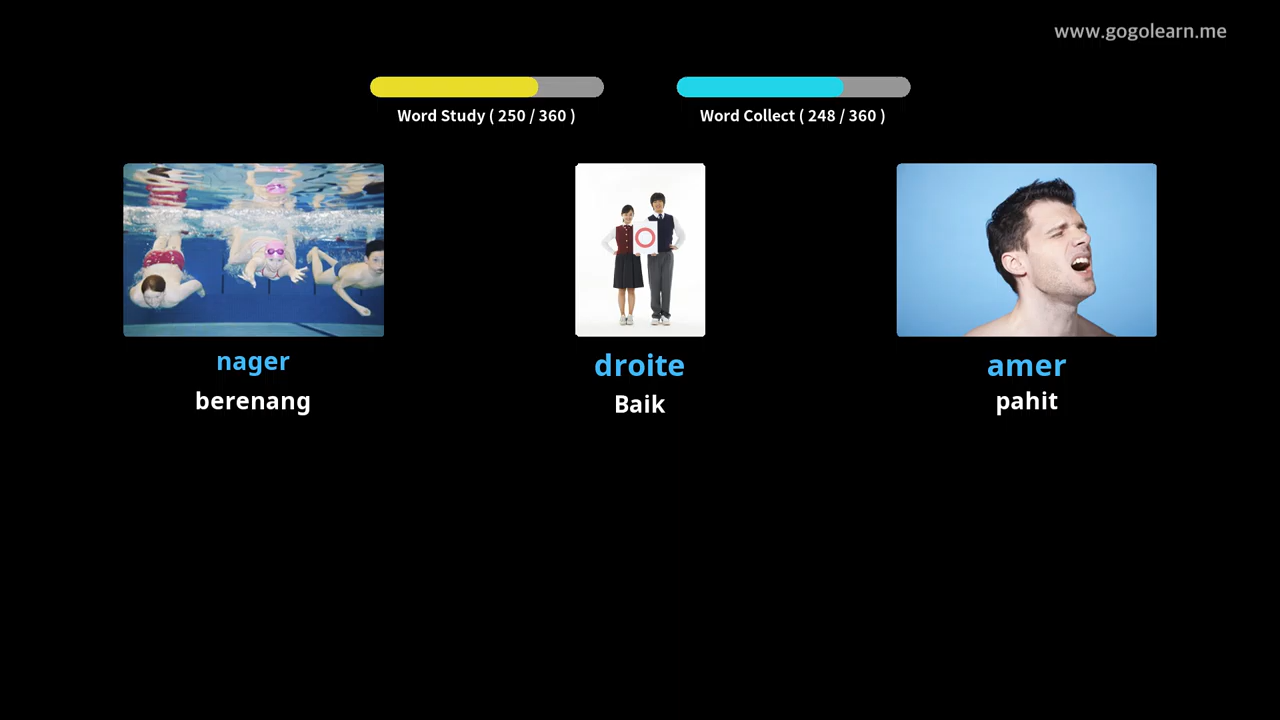 www.gogolearn.me
Word Study ( 250 / 360 )
Word Collect ( 248 / 360 )
nager
berenang
droite
Baik
amer
pahit